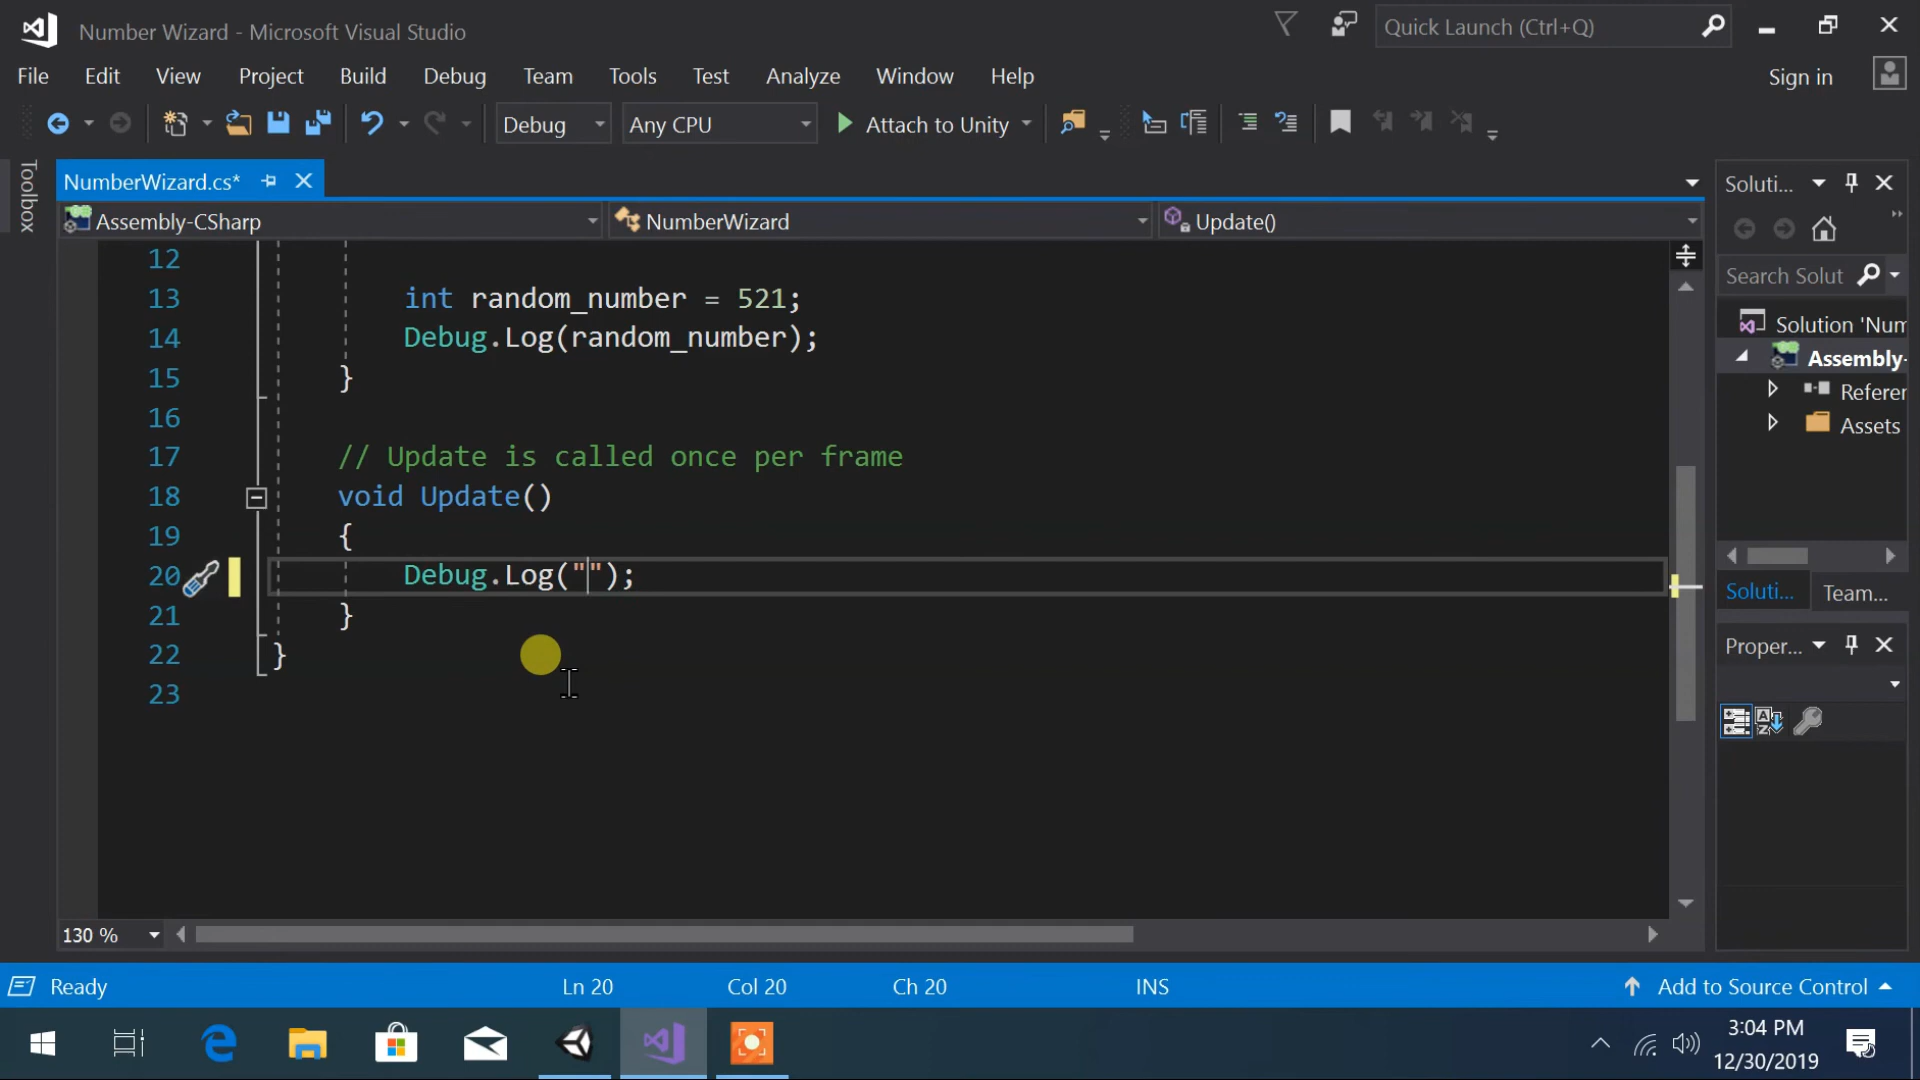 Number Wizard - Microsoft Visual Studio
Quick Launch (Ctrl+Q)
File Edit View Project Build Debug Team Tools Test Analyze Window Help
Sign in
Debug Any CPU Attach to Unity
Toolbox
NumberWizard.cs*
Assembly-CSharp NumberWizard Update()
12
13 int random_number = 521;
14 Debug.Log(random_number);
15 }
16
17 // Update is called once per frame
18 void Update()
19 {
20 Debug.Log("");
21 }
22 }
23
130 %
Soluti...
Search Solut
Solution 'Num
Assembly-
Referer
Assets
Soluti... Team...
Proper...
Ready Ln 20 Col 20 Ch 20 INS Add to Source Control
3:04 PM
12/30/2019